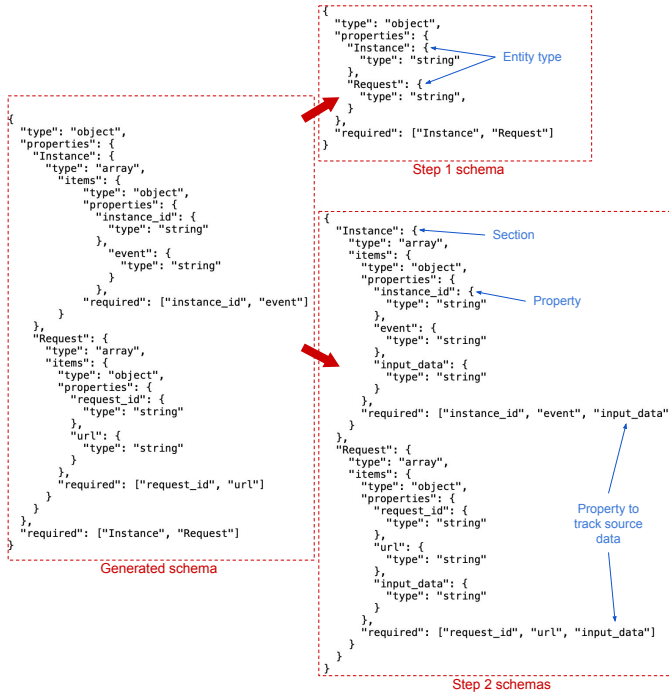 {
  "type": "object",
  "properties": {
    "Instance": {
      "type": "array",
        "items": {
            "type": "object",
            "properties": {
              "instance_id": {
                "type": "string"
              },
              "event": {
                "type": "string"
              }
            },
            "required": ["instance_id", "event"]
        }
    },
    "Request": {
      "type": "array",
      "items": {
        "type": "object",
        "properties": {
          "request_id": {
            "type": "string"
          },
          "url": {
            "type": "string"
          }
        },
        "required": ["request_id", "url"]
      }
    }
  },
  "required": ["Instance", "Request"]
}
Generated schema
{
  "type": "object",
  "properties": {
    "Instance": {
      "type": "string"
    },
    "Request": {
      "type": "string",
    }
  },
  "required": ["Instance", "Request"]
}
Entity type
Step 1 schema
{
  "Instance": {
    "type": "array",
    "items": {
      "type": "object",
      "properties": {
        "instance_id": {
          "type": "string"
        },
        "event": {
          "type": "string"
        },
        "input_data": {
          "type": "string"
        }
      },
      "required": ["instance_id", "event", "input_data"
    }
  },
  "Request": {
    "type": "array",
    "items": {
      "type": "object",
      "properties": {
        "request_id": {
          "type": "string"
        },
        "url": {
          "type": "string"
        },
        "input_data": {
          "type": "string"
        }
      },
      "required": ["request_id", "url", "input_data"]
    }
  }
}
Section
Property
Property to
track source
data
Step 2 schemas